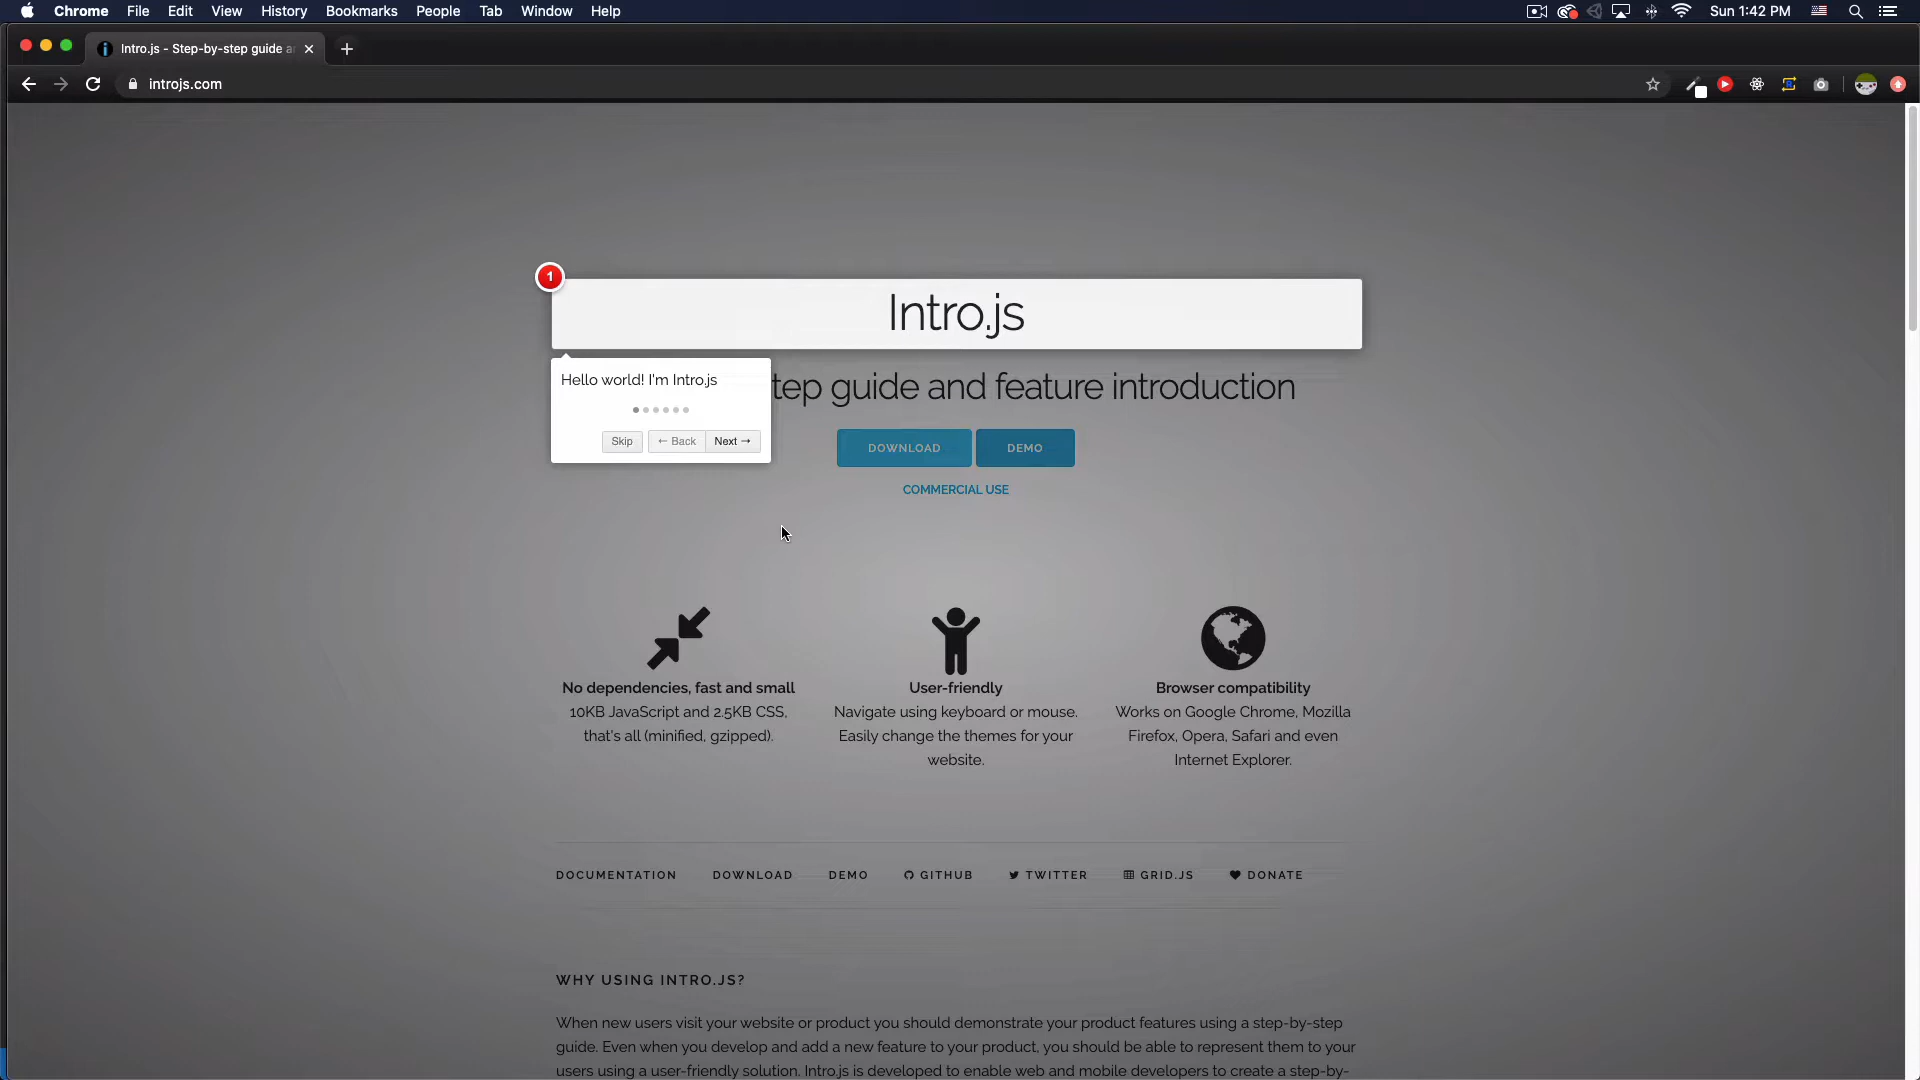 Chrome File Edit View History Bookmarks People Tab Window Help Sun 1:42 PM
Intro.js - Step-by-step guide a
introjs.com
1
Intro.js
Hello world! I'm Intro.js
tep guide and feature introduction
Skip ← Back Next →
DOWNLOAD DEMO
COMMERCIAL USE
No dependencies, fast and small
10KB JavaScript and 2.5KB CSS,
that's all (minified, gzipped).
User-friendly
Navigate using keyboard or mouse.
Easily change the themes for your
website.
Browser compatibility
Works on Google Chrome, Mozilla
Firefox, Opera, Safari and even
Internet Explorer.
DOCUMENTATION DOWNLOAD DEMO GITHUB TWITTER GRID.JS DONATE
WHY USING INTRO.JS?
When new users visit your website or product you should demonstrate your product features using a step-by-step
guide. Even when you develop and add a new feature to your product, you should be able to represent them to your
users using a user-friendly solution. Intro.js is developed to enable web and mobile developers to create a step-by-